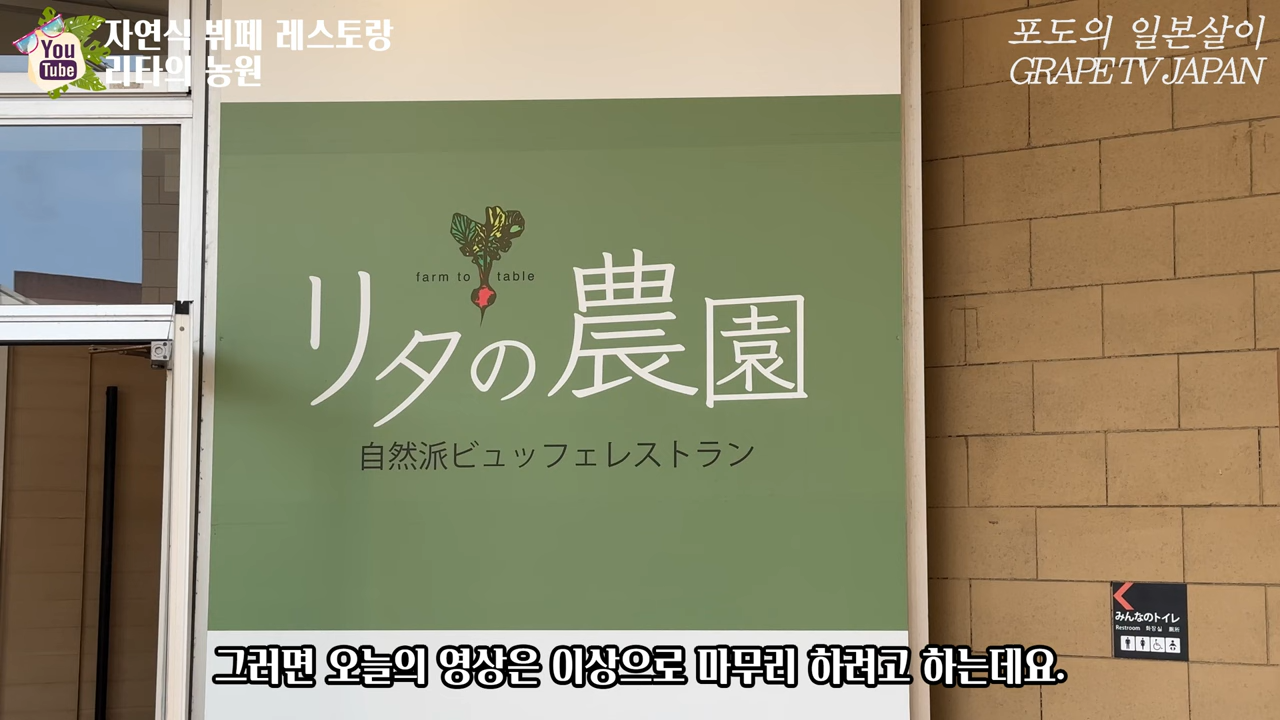 You
Tube
자연식 뷔페 레스토랑
리타의 농원
포도의 일본살이
GRAPE TV JAPAN
farm to table
リタの農園
自然派ビュッフェレストラン
みんなのトイレ
Restroom 화장실 厕所
그러면 오늘의 영상은 이상으로 마무리 하려고 하는데요.